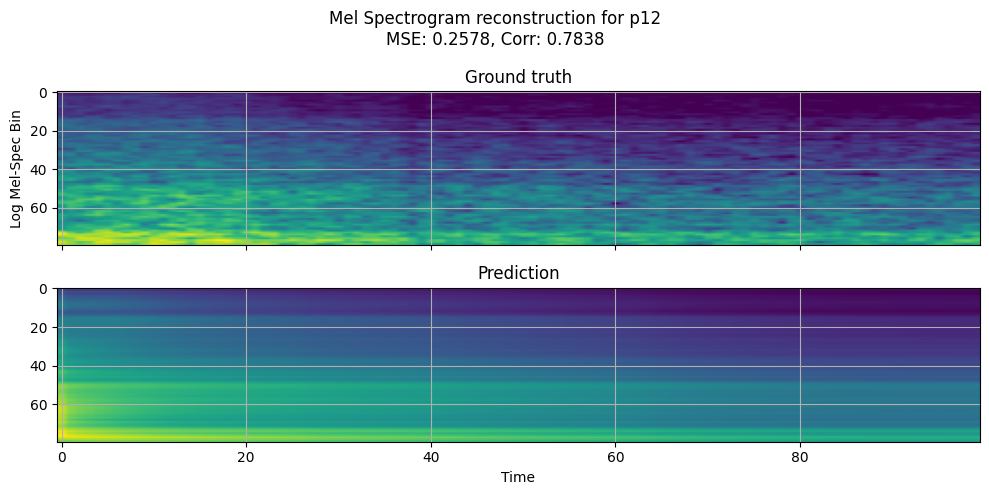 Mel Spectrogram reconstruction for p12
MSE: 0.2578, Corr: 0.7838
Ground truth
Log Mel-Spec Bin
0
20
40
60
Prediction
0
20
40
60
0 20 40 60 80
Time